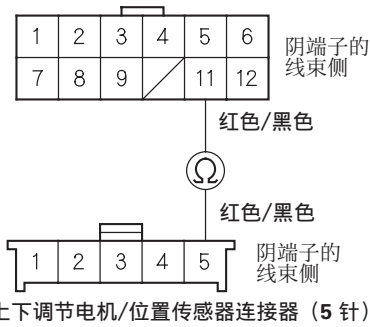 1 2 3 4 5 6
阴端子的
线束侧
7 8 9 11 12
红色/黑色
Ω
红色/黑色
1 2 3 4 5
阴端子的
线束侧
上下调节电机/位置传感器连接器（5 针）